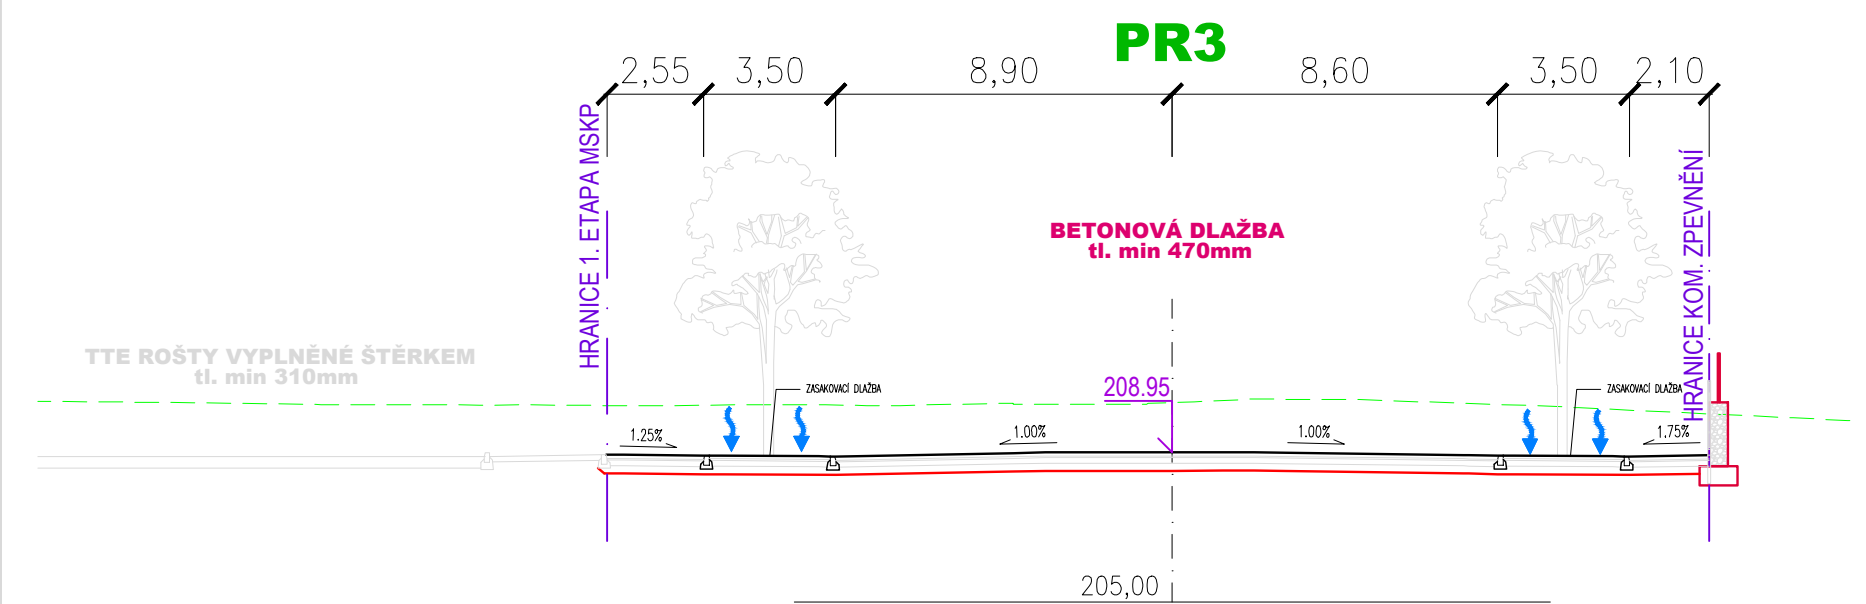 PR3
2,55 3,50 8,90 8,60 3,50 2,10
HRANICE 1. ETAPA MSKP
HRANICE KOM. ZPEVNĚNÍ
BETONOVÁ DLAŽBA
tl. min 470mm
TTE ROŠTY VYPLNĚNÉ ŠTĚRKEM
tl. min 310mm
ZASAKOVACÍ DLAŽBA
208.95
ZASAKOVACÍ DLAŽBA
1.25%
1.00%
1.00%
1.75%
205,00